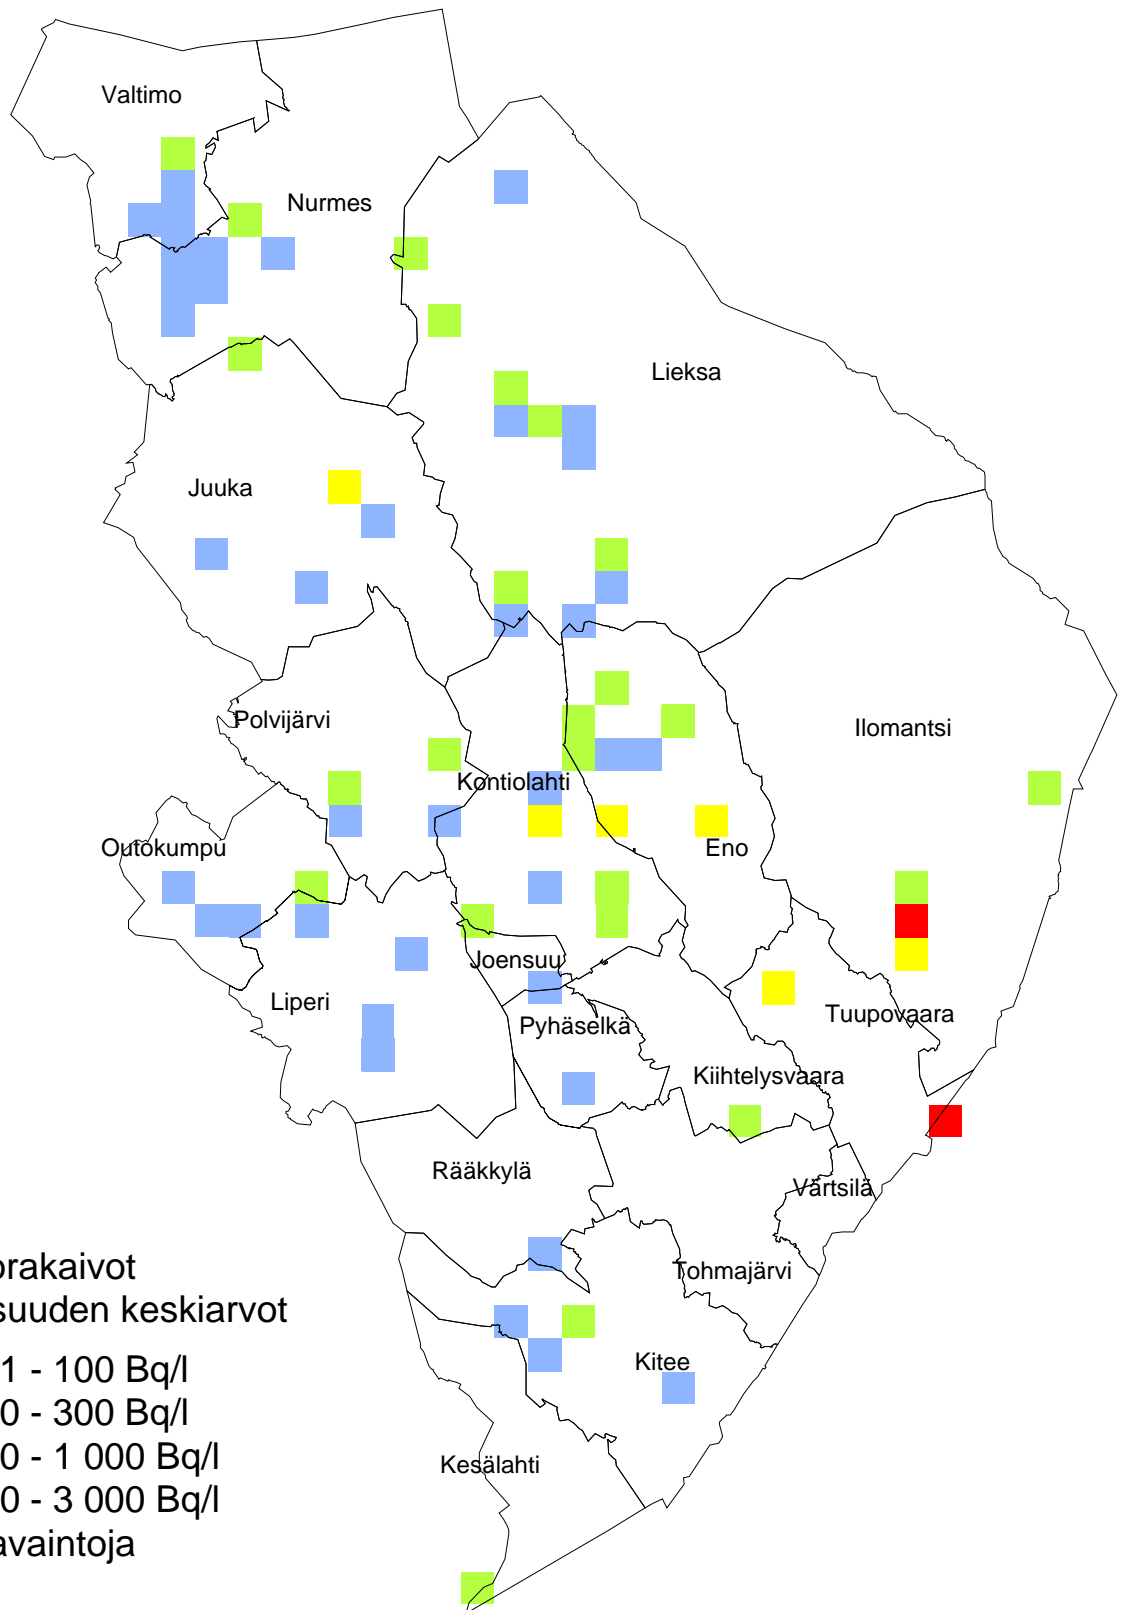 Valtimo
Nurmes
Lieksa
Juuka
Polvijärvi
Ilomantsi
Kontiolahti
Outokumpu
Eno
Joensuu
Liperi
Tuupovaara
Pyhäselkä
Kiihtelysvaara
Rääkkylä
Värtsilä
Tohmajärvi
orakaivot
suuden keskiarvot
Kitee
1 - 100 Bq/l
0 - 300 Bq/l
0 - 1 000 Bq/l
Kesälahti
0 - 3 000 Bq/l
avaintoja